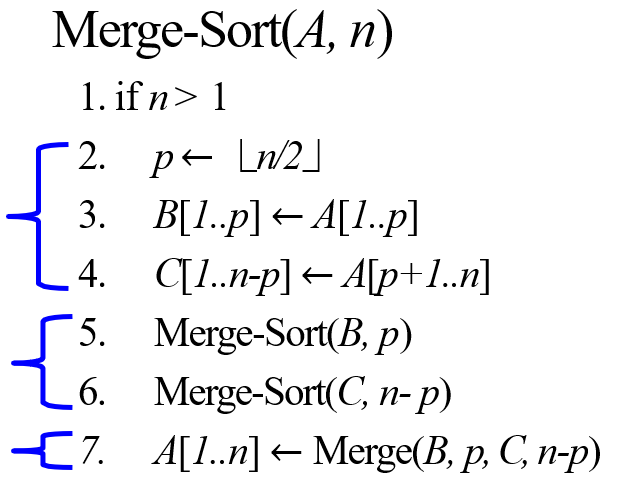 Merge-Sort(A, n)
1. if n > 1
2. p ← ⌊n/2⌋
3. B[1..p] ← A[1..p]
4. C[1..n-p] ← A[p+1..n]
5. Merge-Sort(B, p)
6. Merge-Sort(C, n- p)
7. A[1..n] ← Merge(B, p, C, n-p)